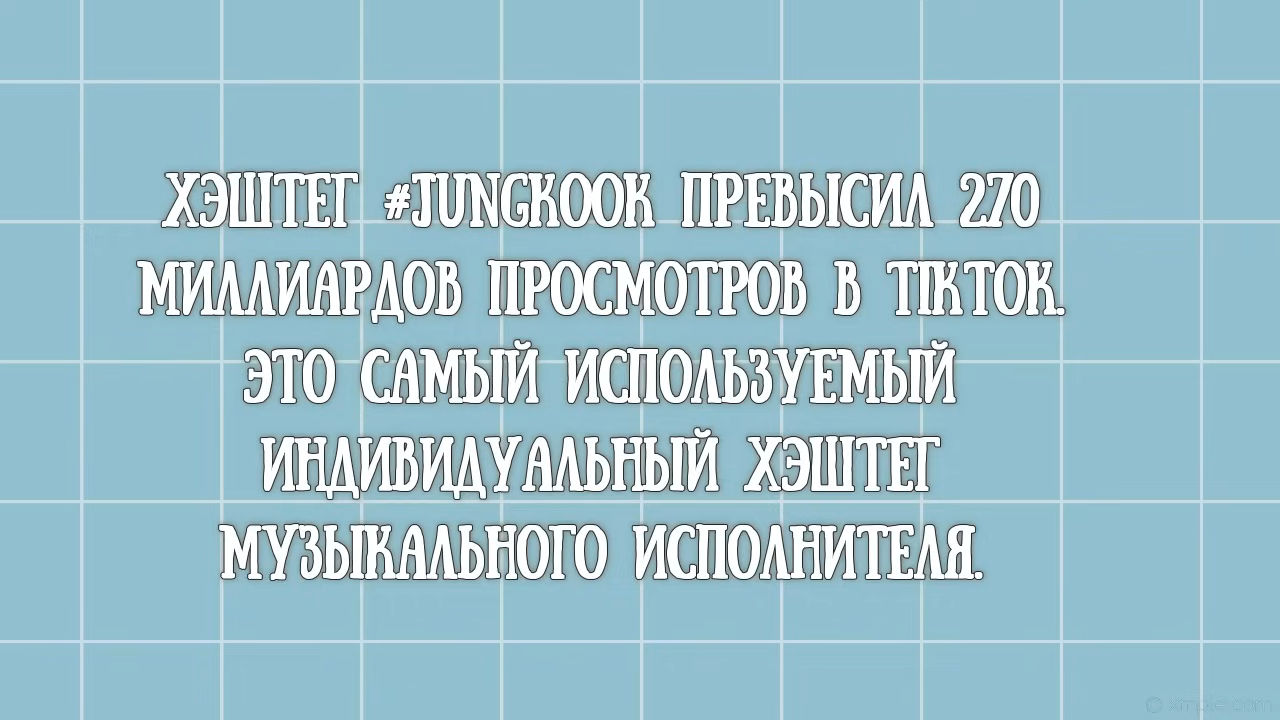 ХЭШТЕГ #JUNGKOOK ПРЕВЫСИЛ 270
МИЛЛИАРДОВ ПРОСМОТРОВ В TIKTOK.
ЭТО САМЫЙ ИСПОЛЬЗУЕМЫЙ
ИНДИВИДУАЛЬНЫЙ ХЭШТЕГ
МУЗЫКАЛЬНОГО ИСПОЛНИТЕЛЯ.